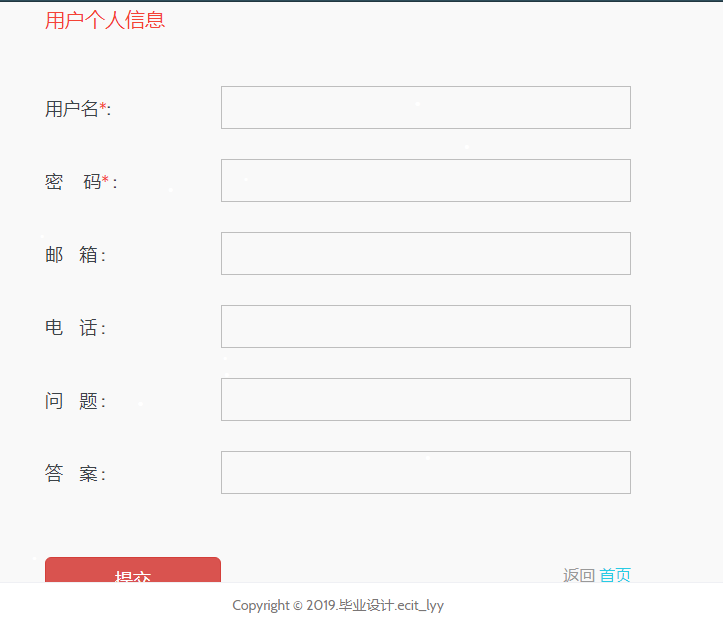 用户个人信息
用户名*:
密 码*:
邮 箱:
电 话:
问 题:
答 案:
提交
返回 首页
Copyright © 2019.毕业设计.ecit_lyy